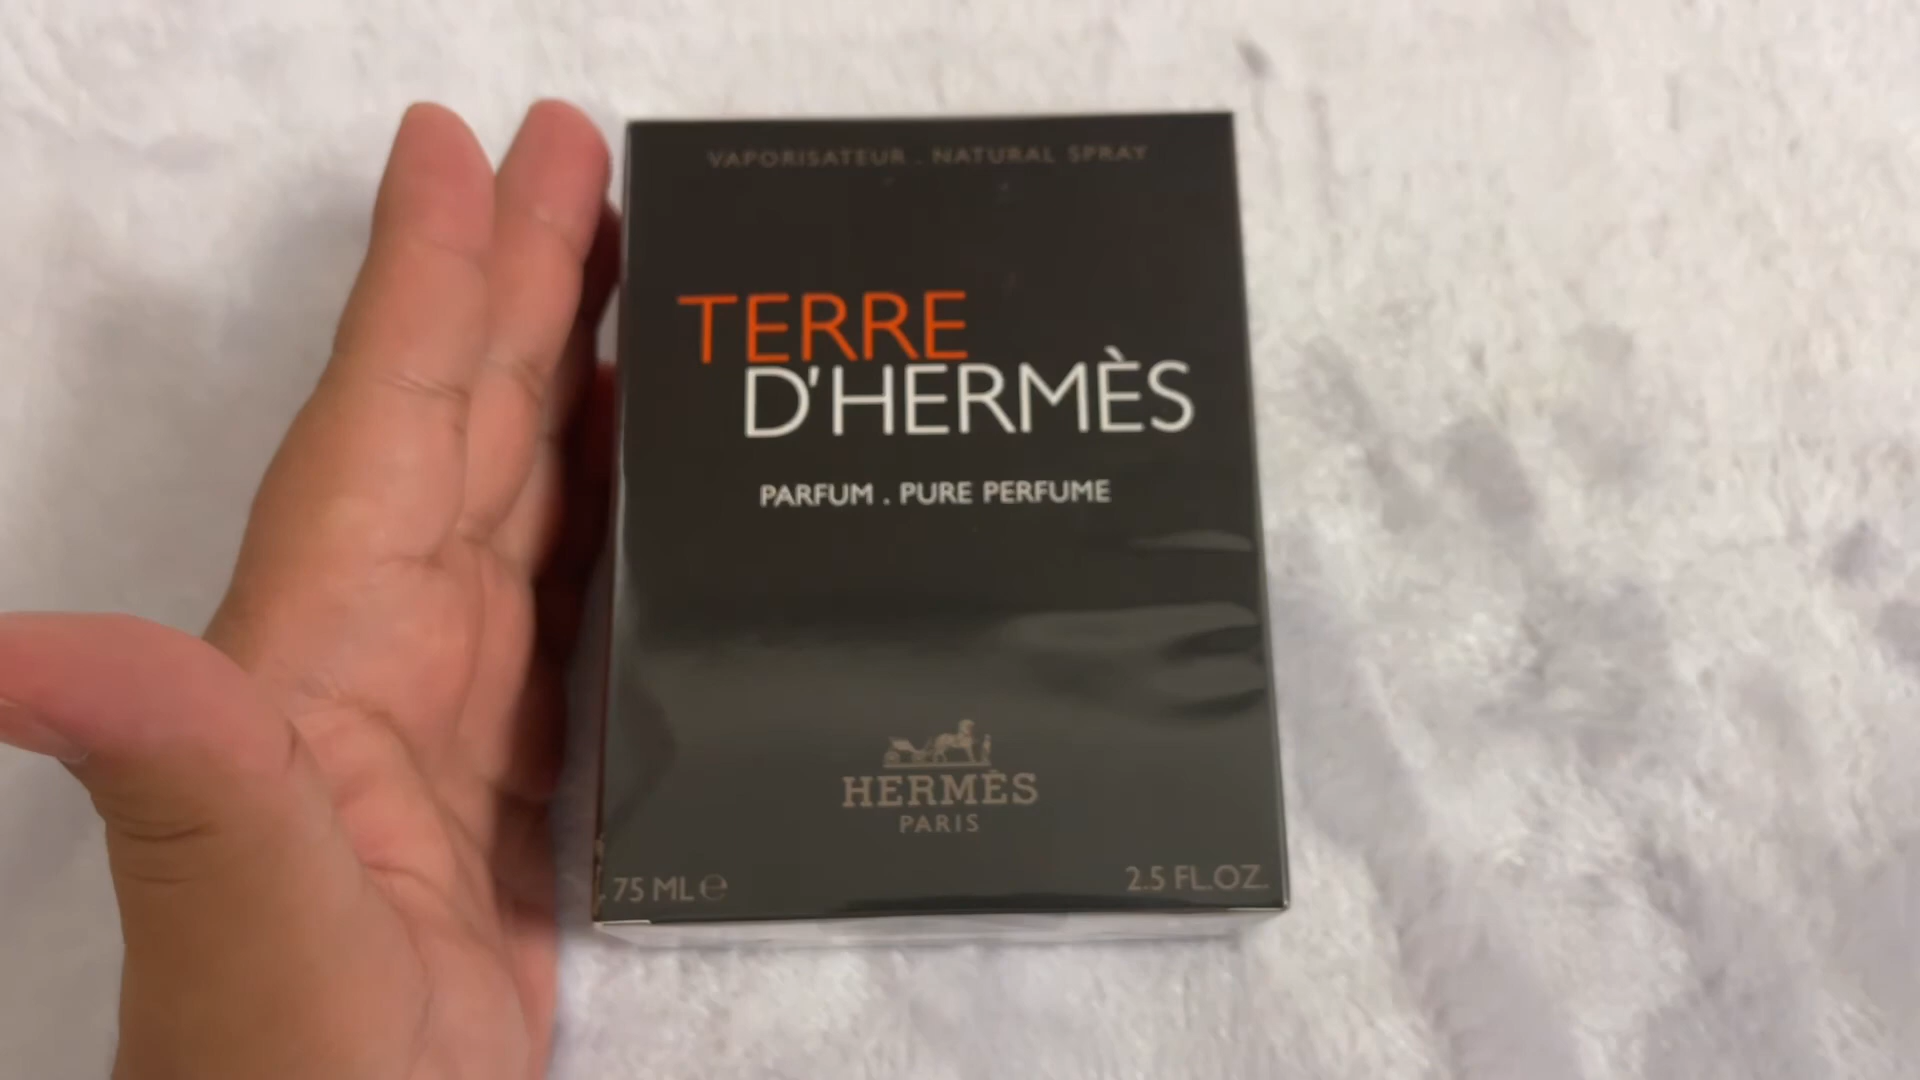 VAPORISATEUR . NATURAL SPRAY
TERRE
D'HERMÈS
PARFUM . PURE PERFUME
HERMÈS
PARIS
75 ML ℮
2.5 FL.OZ.